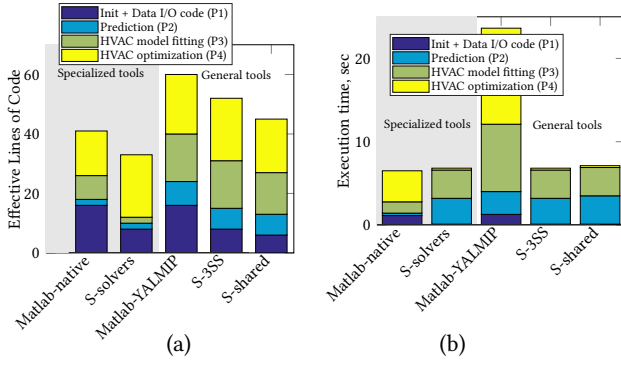 Init + Data I/O code (P1)
Prediction (P2)
HVAC model fitting (P3)
HVAC optimization (P4)
Specialized tools
General tools
Effective Lines of Code
60
40
20
0
Matlab-native
S-solvers
Matlab-YALMIP
S-3SS
S-shared
(a)
Init + Data I/O code (P1)
Prediction (P2)
HVAC model fitting (P3)
HVAC optimization (P4)
Specialized tools
General tools
Execution time, sec
20
10
0
Matlab-native
S-solvers
Matlab-YALMIP
S-3SS
S-shared
(b)